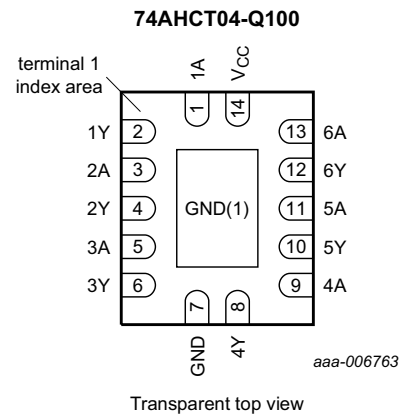 74AHCT04-Q100
terminal 1
index area
1A
VCC
1
14
1Y 2
13 6A
2A 3
12 6Y
2Y 4
GND(1)
11 5A
3A 5
10 5Y
3Y 6
9 4A
7
8
GND
4Y
aaa-006763
Transparent top view